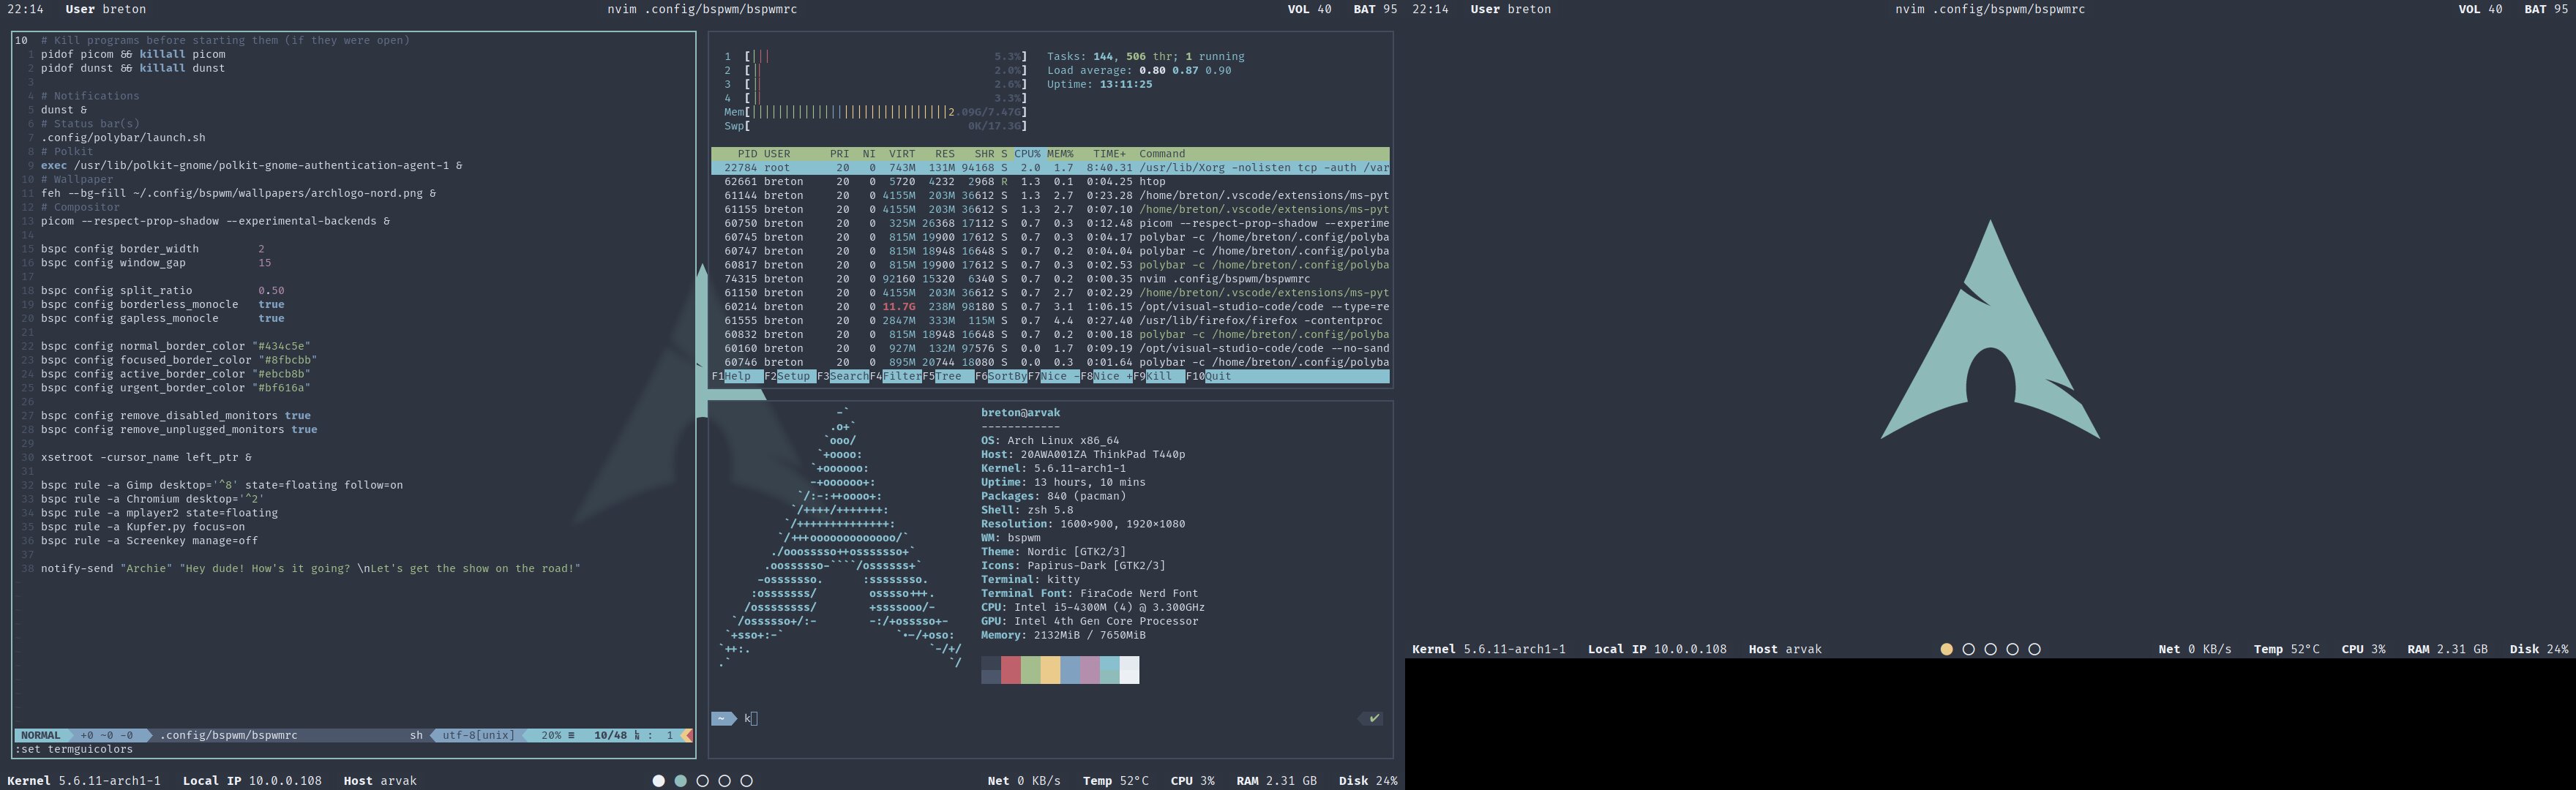 22:14 User breton nvim .config/bspwm/bspwmrc VOL 40 BAT 95
10 # Kill programs before starting them (if they were open)
1 pidof picom && killall picom
2 pidof dunst && killall dunst
3
4 # Notifications
5 dunst &
6 # Status bar(s)
7 .config/polybar/launch.sh
8 # Polkit
9 exec /usr/lib/polkit-gnome/polkit-gnome-authentication-agent-1 &
10 # Wallpaper
11 feh --bg-fill ~/.config/bspwm/wallpapers/archlogo-nord.png &
12 # Compositor
13 picom --respect-prop-shadow --experimental-backends &
14
15 bspc config border_width 2
16 bspc config window_gap 15
17
18 bspc config split_ratio 0.50
19 bspc config borderless_monocle true
20 bspc config gapless_monocle true
21
22 bspc config normal_border_color "#434c5e"
23 bspc config focused_border_color "#8fbcbb"
24 bspc config active_border_color "#ebcb8b"
25 bspc config urgent_border_color "#bf616a"
26
27 bspc config remove_disabled_monitors true
28 bspc config remove_unplugged_monitors true
29
30 xsetroot -cursor_name left_ptr &
31
32 bspc rule -a Gimp desktop='^8' state=floating follow=on
33 bspc rule -a Chromium desktop='^2'
34 bspc rule -a mplayer2 state=floating
35 bspc rule -a Kupfer.py focus=on
36 bspc rule -a Screenkey manage=off
37
38 notify-send "Archie" "Hey dude! How's it going? \nLet's get the show on the road!"
NORMAL +0 ~0 -0 .config/bspwm/bspwmrc sh utf-8[unix] 20% ≡ 10/48 : 1
:set termguicolors
1 [||| 5.3%] Tasks: 144, 506 thr; 1 running
2 [|| 2.0%] Load average: 0.80 0.87 0.90
3 [|| 2.6%] Uptime: 13:11:25
4 [|| 3.3%]
Mem[||||||||||||||||||||||||||||||2.09G/7.47G]
Swp[ 0K/17.3G]
PID USER PRI NI VIRT RES SHR S CPU% MEM% TIME+ Command
22784 root 20 0 743M 131M 94168 S 2.0 1.7 8:40.31 /usr/lib/Xorg -nolisten tcp -auth /var
62661 breton 20 0 5720 4232 2968 R 1.3 0.1 0:04.25 htop
61144 breton 20 0 4155M 203M 36612 S 1.3 2.7 0:23.28 /home/breton/.vscode/extensions/ms-pyt
61155 breton 20 0 4155M 203M 36612 S 1.3 2.7 0:07.10 /home/breton/.vscode/extensions/ms-pyt
60750 breton 20 0 325M 26368 17112 S 0.7 0.3 0:12.48 picom --respect-prop-shadow --experime
60745 breton 20 0 815M 19900 17612 S 0.7 0.3 0:04.17 polybar -c /home/breton/.config/polyba
60747 breton 20 0 815M 18948 16648 S 0.7 0.2 0:04.04 polybar -c /home/breton/.config/polyba
60817 breton 20 0 815M 19900 17612 S 0.7 0.3 0:02.53 polybar -c /home/breton/.config/polyba
74315 breton 20 0 92160 15320 6340 S 0.7 0.2 0:00.35 nvim .config/bspwm/bspwmrc
61150 breton 20 0 4155M 203M 36612 S 0.7 2.7 0:02.29 /home/breton/.vscode/extensions/ms-pyt
60214 breton 20 0 11.7G 238M 98180 S 0.7 3.1 1:06.15 /opt/visual-studio-code/code --type=re
61555 breton 20 0 2847M 333M 115M S 0.7 4.4 0:27.40 /usr/lib/firefox/firefox -contentproc
60832 breton 20 0 815M 18948 16648 S 0.7 0.2 0:00.18 polybar -c /home/breton/.config/polyba
60160 breton 20 0 927M 132M 97576 S 0.0 1.7 0:09.19 /opt/visual-studio-code/code --no-sand
60746 breton 20 0 895M 20744 18080 S 0.0 0.3 0:01.64 polybar -c /home/breton/.config/polyba
F1Help F2Setup F3SearchF4FilterF5Tree F6SortByF7Nice -F8Nice +F9Kill F10Quit
breton@arvak
------------
OS: Arch Linux x86_64
Host: 20AWA001ZA ThinkPad T440p
Kernel: 5.6.11-arch1-1
Uptime: 13 hours, 10 mins
Packages: 840 (pacman)
Shell: zsh 5.8
Resolution: 1600×900, 1920×1080
WM: bspwm
Theme: Nordic [GTK2/3]
Icons: Papirus-Dark [GTK2/3]
Terminal: kitty
Terminal Font: FiraCode Nerd Font
CPU: Intel i5-4300M (4) @ 3.300GHz
GPU: Intel 4th Gen Core Processor
Memory: 2132MiB / 7650MiB
~ k ✔
Kernel 5.6.11-arch1-1 Local IP 10.0.0.108 Host arvak Net 0 KB/s Temp 52°C CPU 3% RAM 2.31 GB Disk 24%
22:14 User breton nvim .config/bspwm/bspwmrc VOL 40 BAT 95
Kernel 5.6.11-arch1-1 Local IP 10.0.0.108 Host arvak Net 0 KB/s Temp 52°C CPU 3% RAM 2.31 GB Disk 24%